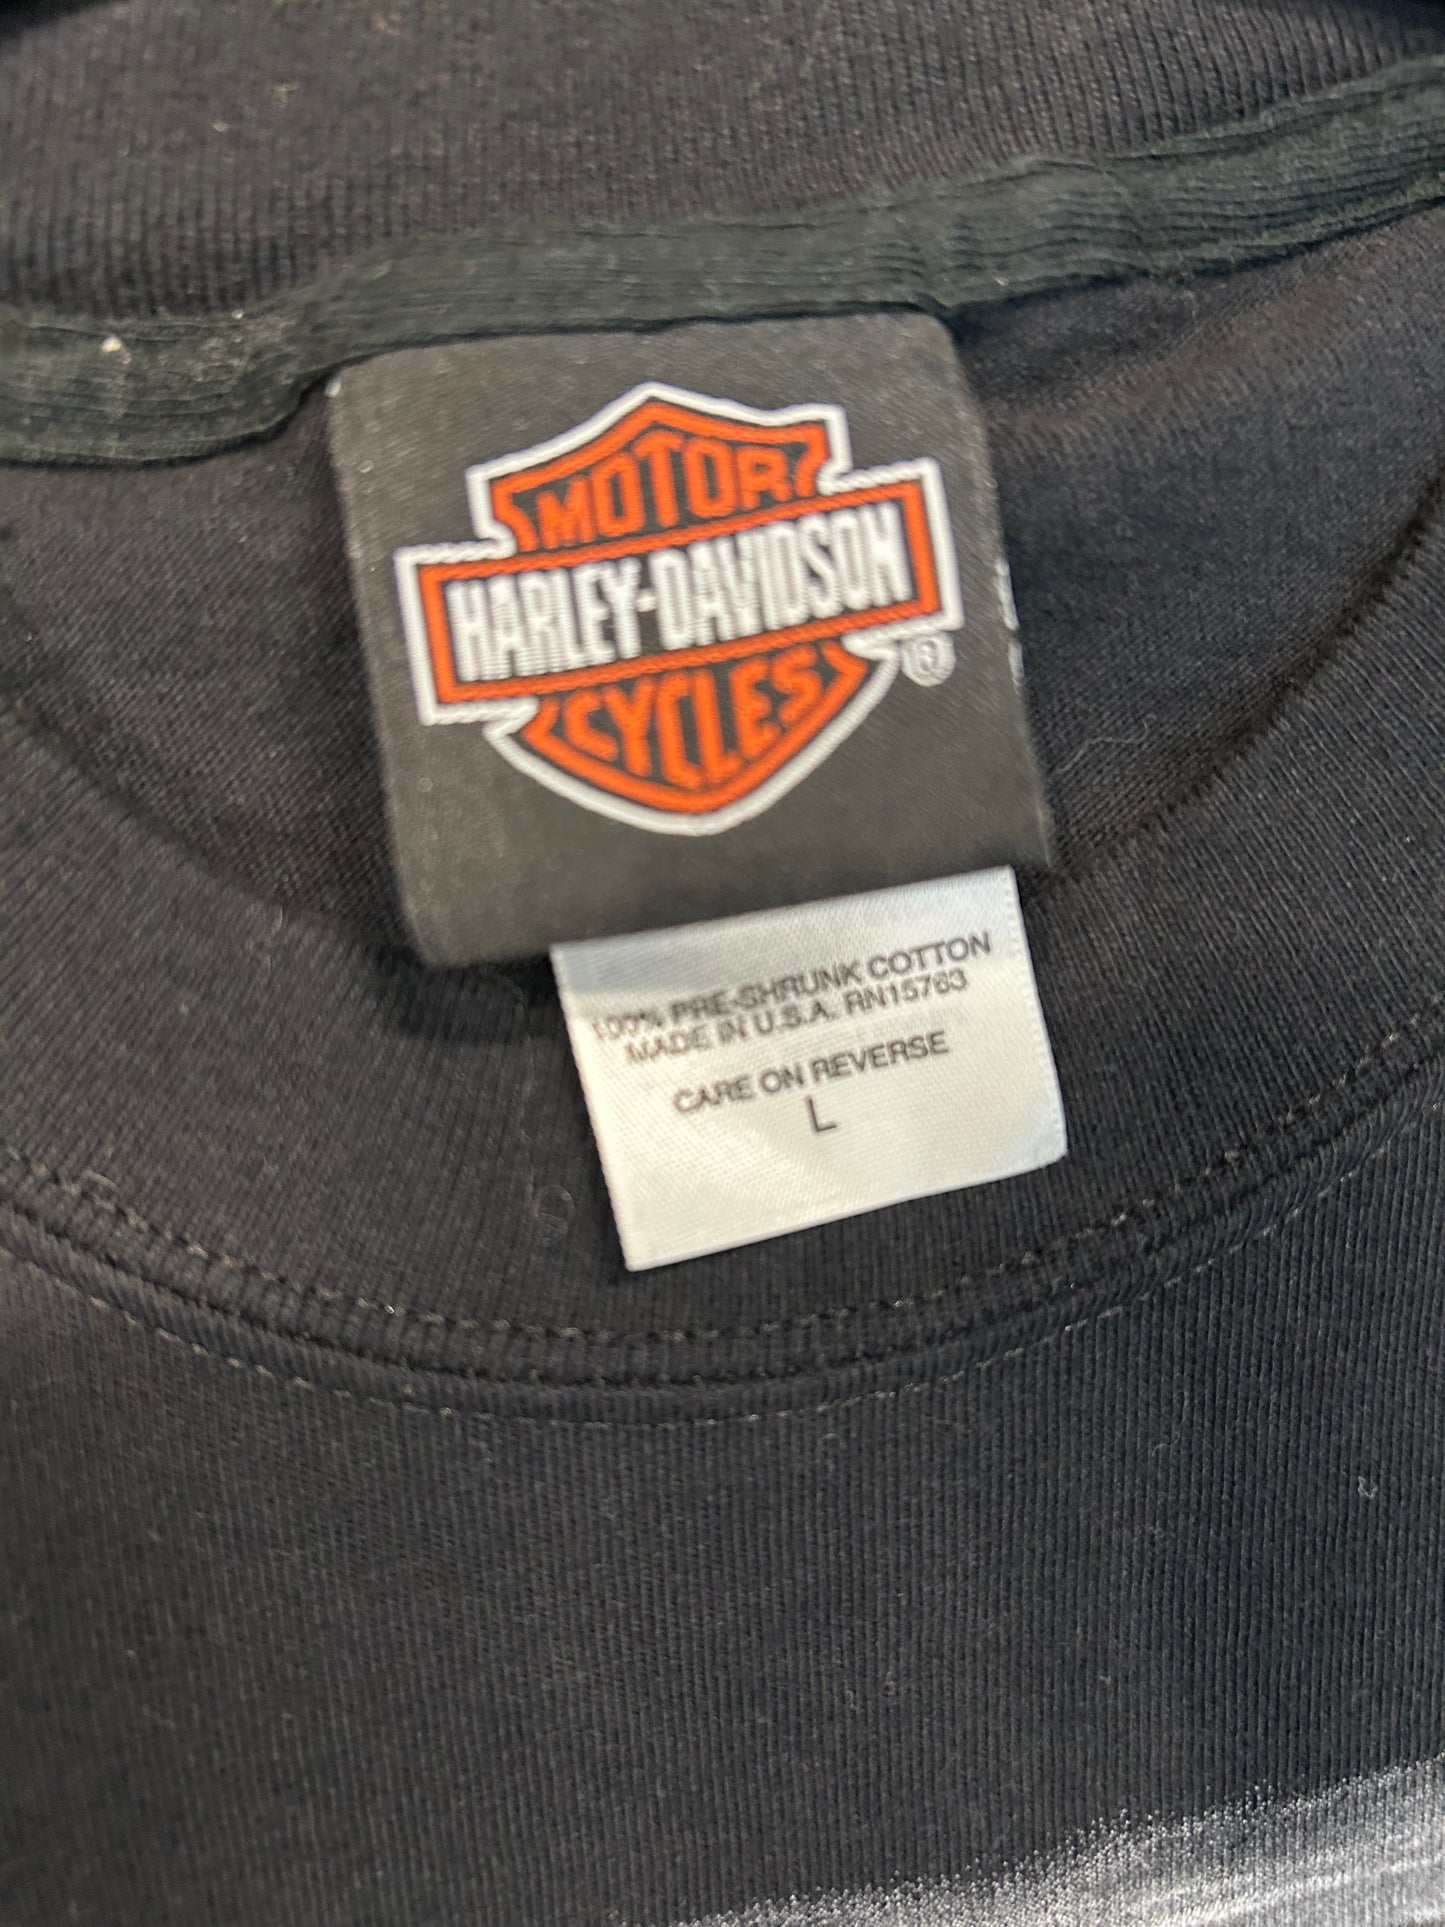 MOTOR
HARLEY-DAVIDSON
CYCLES
®
100% PRE-SHRUNK COTTON
MADE IN U.S.A. RN15763
CARE ON REVERSE
L